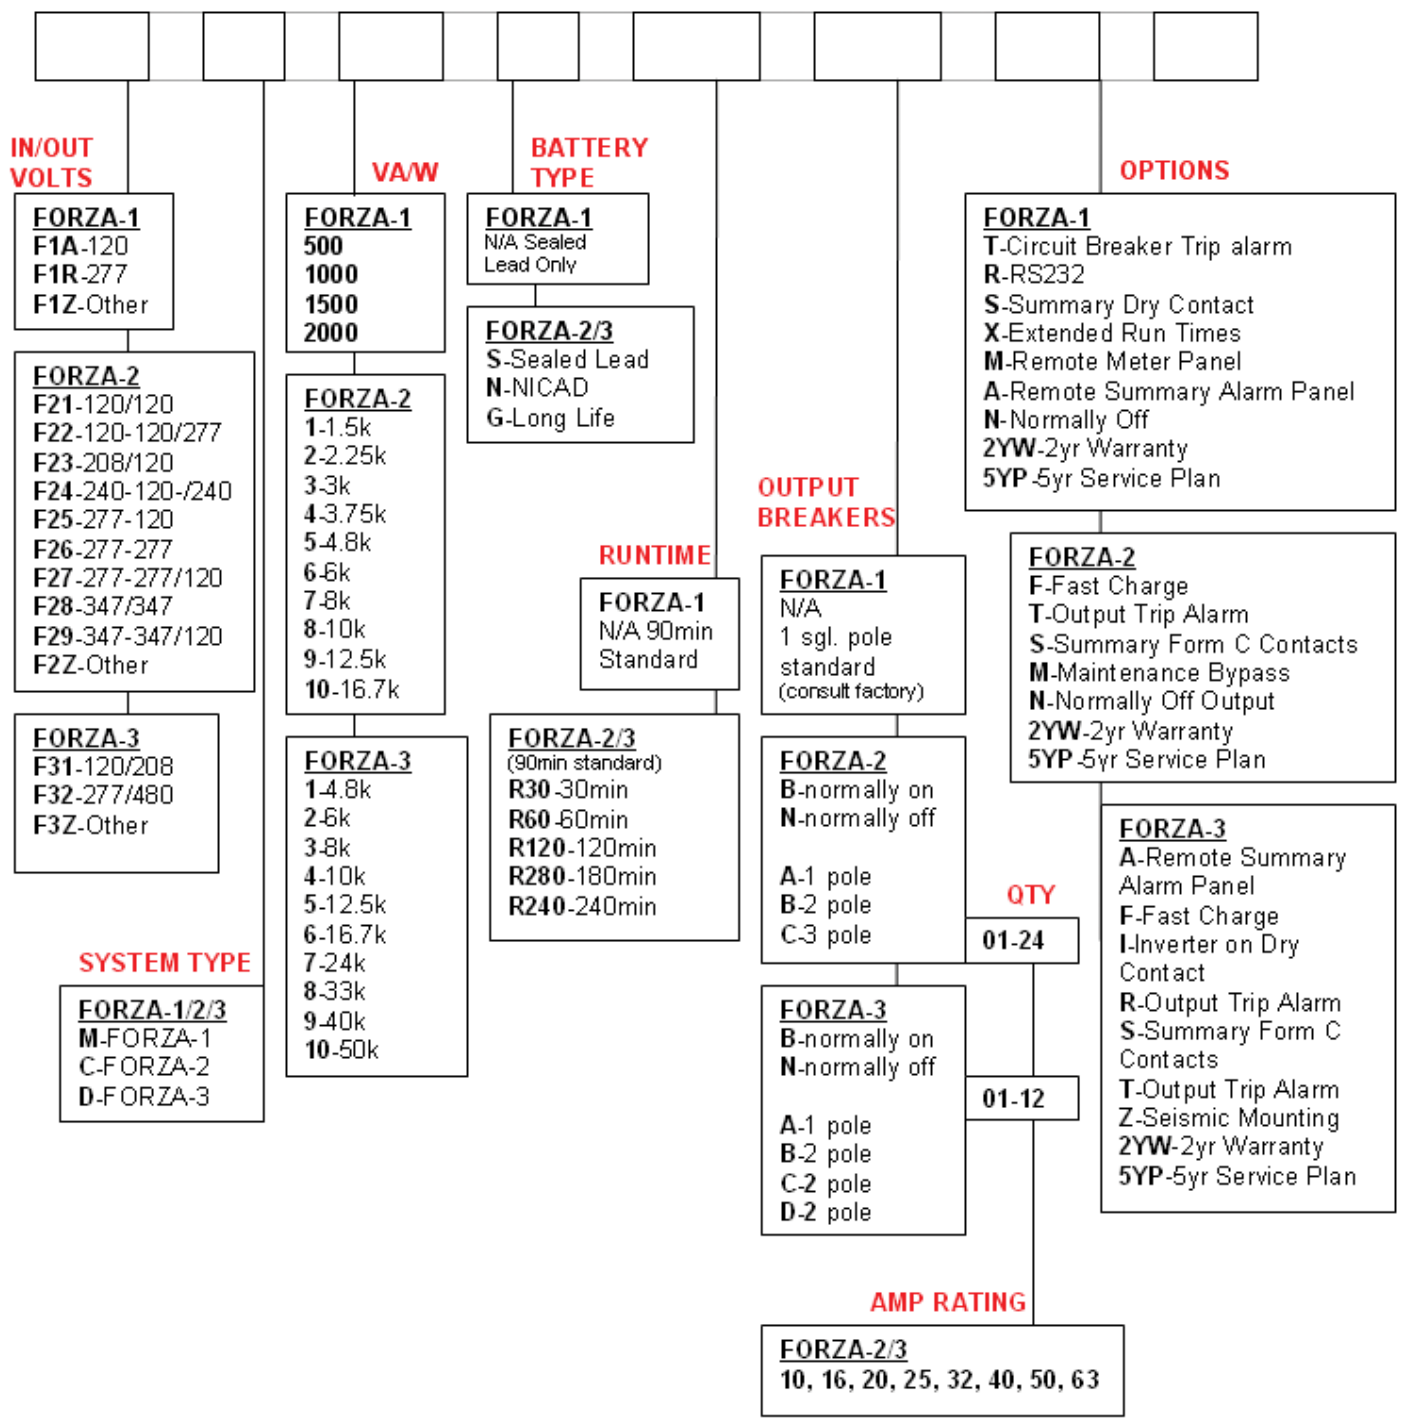 IN/OUT
VOLTS
FORZA-1
F1A-120
F1R-277
F1Z-Other
FORZA-2
F21-120/120
F22-120-120/277
F23-208/120
F24-240-120-/240
F25-277-120
F26-277-277
F27-277-277/120
F28-347/347
F29-347-347/120
F2Z-Other
FORZA-3
F31-120/208
F32-277/480
F3Z-Other
SYSTEM TYPE
FORZA-1/2/3
M-FORZA-1
C-FORZA-2
D-FORZA-3
VA/W
FORZA-1
500
1000
1500
2000
FORZA-2
1-1.5k
2-2.25k
3-3k
4-3.75k
5-4.8k
6-6k
7-8k
8-10k
9-12.5k
10-16.7k
FORZA-3
1-4.8k
2-6k
3-8k
4-10k
5-12.5k
6-16.7k
7-24k
8-33k
9-40k
10-50k
BATTERY
TYPE
FORZA-1
N/A Sealed
Lead Only
FORZA-2/3
S-Sealed Lead
N-NICAD
G-Long Life
RUNTIME
FORZA-1
N/A 90min
Standard
FORZA-2/3
(90min standard)
R30-30min
R60-60min
R120-120min
R280-180min
R240-240min
OUTPUT
BREAKERS
FORZA-1
N/A
1 sgl. pole
standard
(consult factory)
FORZA-2
B-normally on
N-normally off
A-1 pole
B-2 pole
C-3 pole
QTY
01-24
FORZA-3
B-normally on
N-normally off
A-1 pole
B-2 pole
C-2 pole
D-2 pole
01-12
AMP RATING
FORZA-2/3
10, 16, 20, 25, 32, 40, 50, 63
OPTIONS
FORZA-1
T-Circuit Breaker Trip alarm
R-RS232
S-Summary Dry Contact
X-Extended Run Times
M-Remote Meter Panel
A-Remote Summary Alarm Panel
N-Normally Off
2YW-2yr Warranty
5YP-5yr Service Plan
FORZA-2
F-Fast Charge
T-Output Trip Alarm
S-Summary Form C Contacts
M-Maintenance Bypass
N-Normally Off Output
2YW-2yr Warranty
5YP-5yr Service Plan
FORZA-3
A-Remote Summary
Alarm Panel
F-Fast Charge
I-Inverter on Dry
Contact
R-Output Trip Alarm
S-Summary Form C
Contacts
T-Output Trip Alarm
Z-Seismic Mounting
2YW-2yr Warranty
5YP-5yr Service Plan